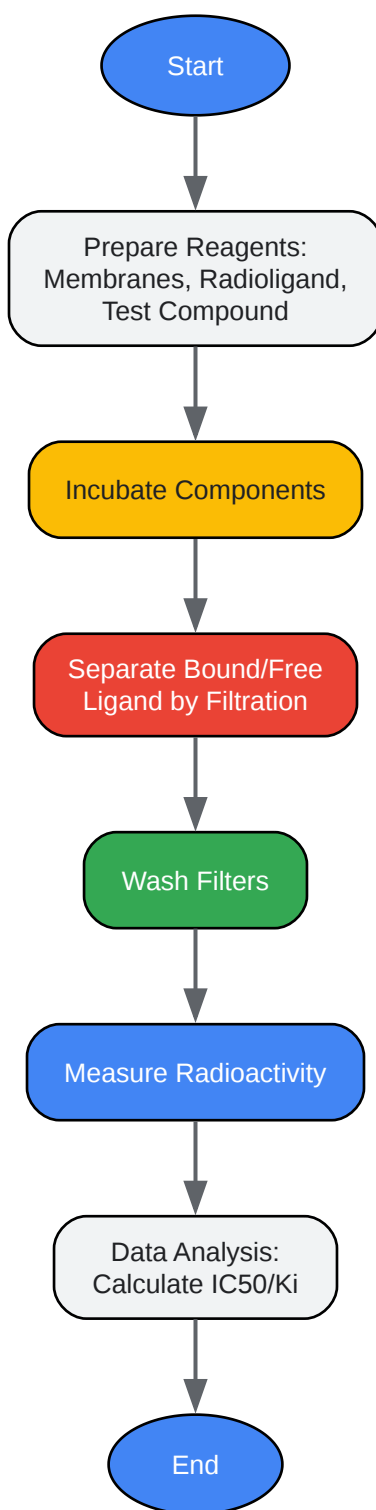 Start
Prepare Reagents:
Membranes, Radioligand,
Test Compound
Incubate Components
Separate Bound/Free
Ligand by Filtration
Wash Filters
Measure Radioactivity
Data Analysis:
Calculate IC50/Ki
End